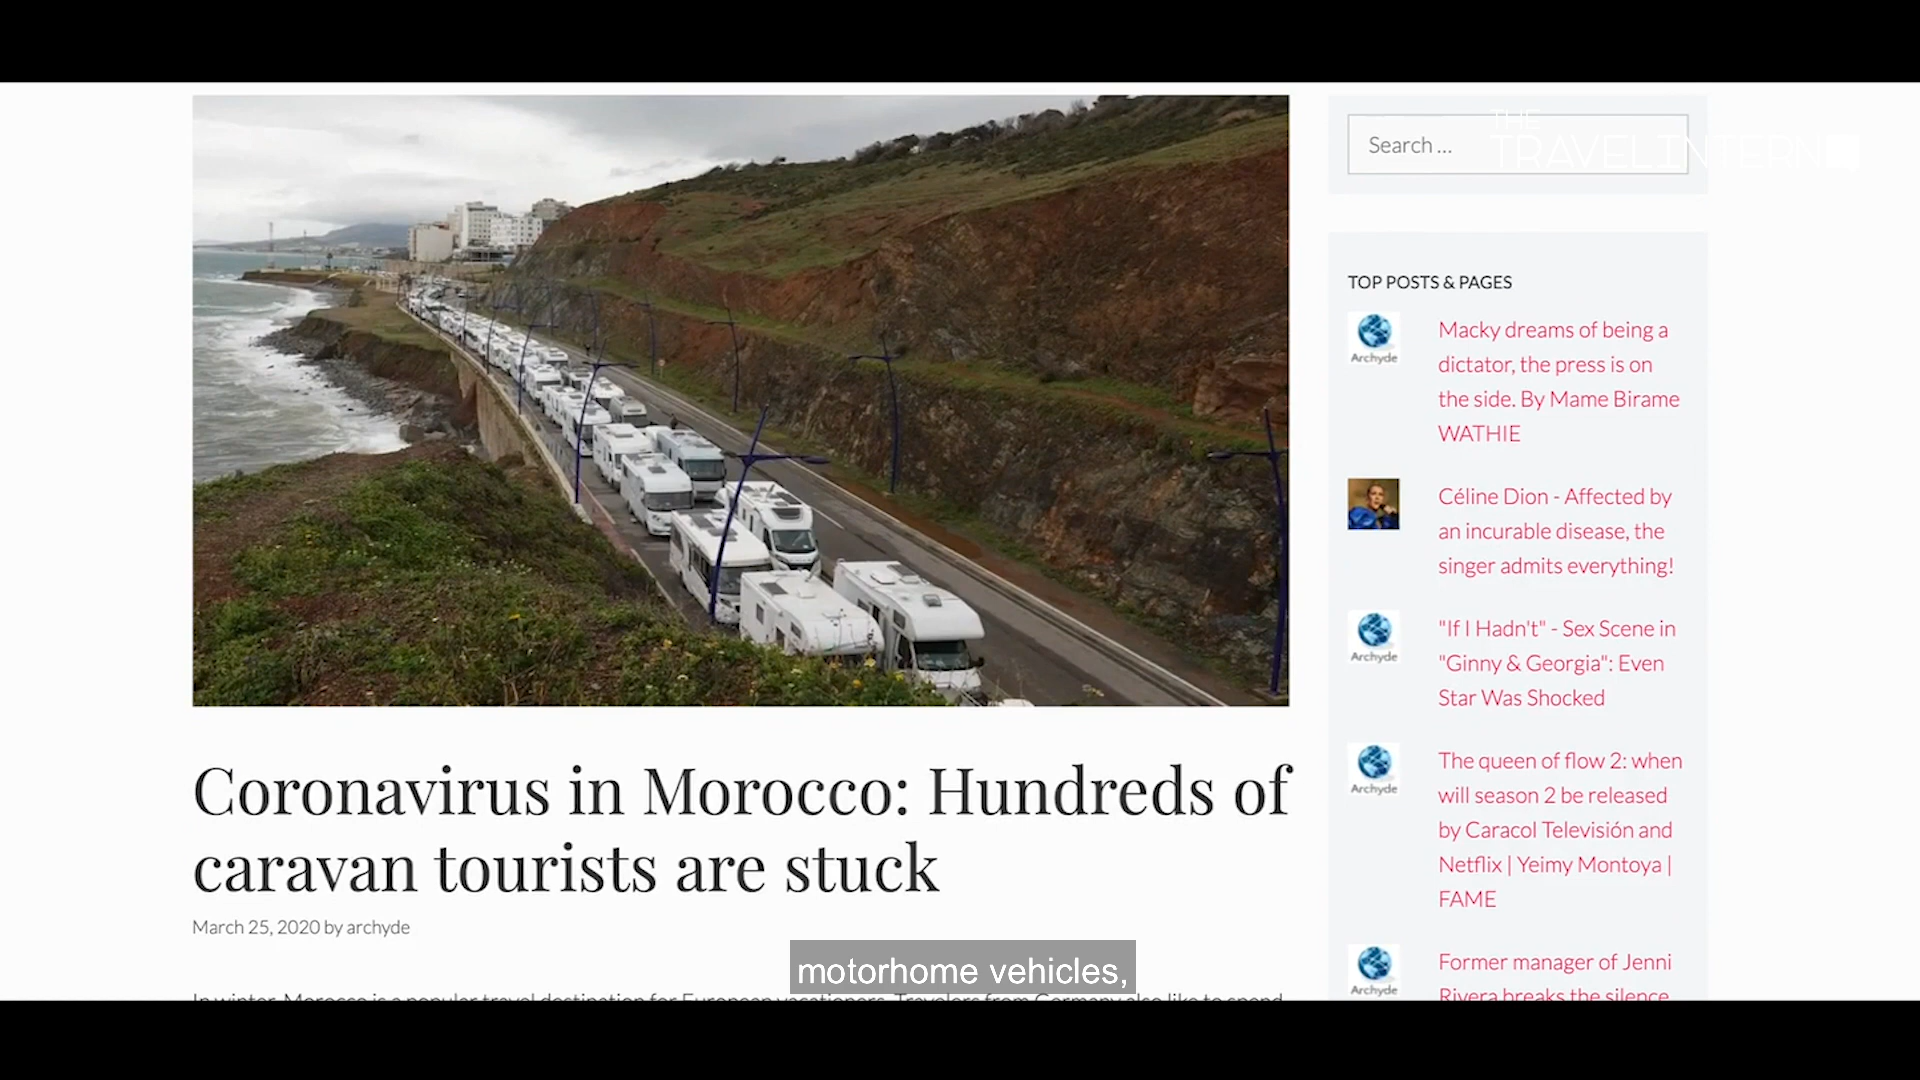 THE
TRAVELINTERN
Search ...
TOP POSTS & PAGES
Archyde
Macky dreams of being a
dictator, the press is on
the side. By Mame Birame
WATHIE
Céline Dion - Affected by
an incurable disease, the
singer admits everything!
Archyde
"If I Hadn't" - Sex Scene in
"Ginny & Georgia": Even
Star Was Shocked
Archyde
The queen of flow 2: when
will season 2 be released
by Caracol Televisión and
Netflix | Yeimy Montoya |
FAME
Archyde
Former manager of Jenni
Rivera breaks the silence
Coronavirus in Morocco: Hundreds of
caravan tourists are stuck
March 25, 2020 by archyde
In winter, Morocco is a popular travel destination for European vacationers. Travelers from Germany also like to spend
motorhome vehicles,